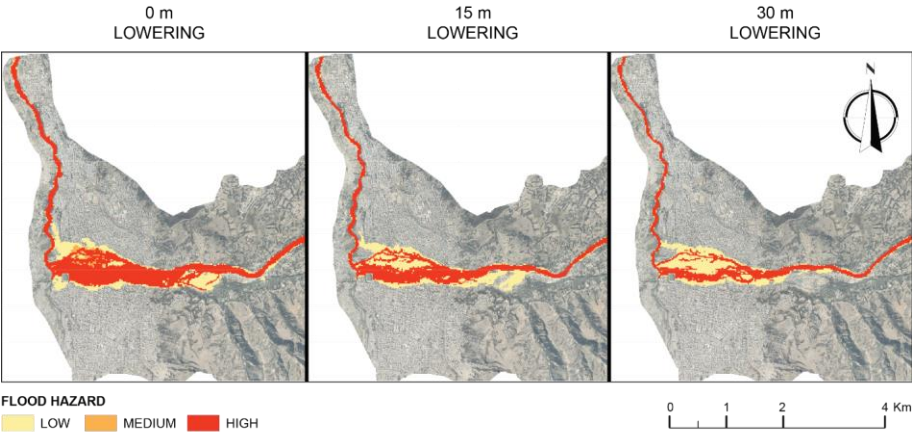 0 m
LOWERING
15 m
LOWERING
30 m
LOWERING
N
FLOOD HAZARD
LOW
MEDIUM
HIGH
0 1 2 4 Km